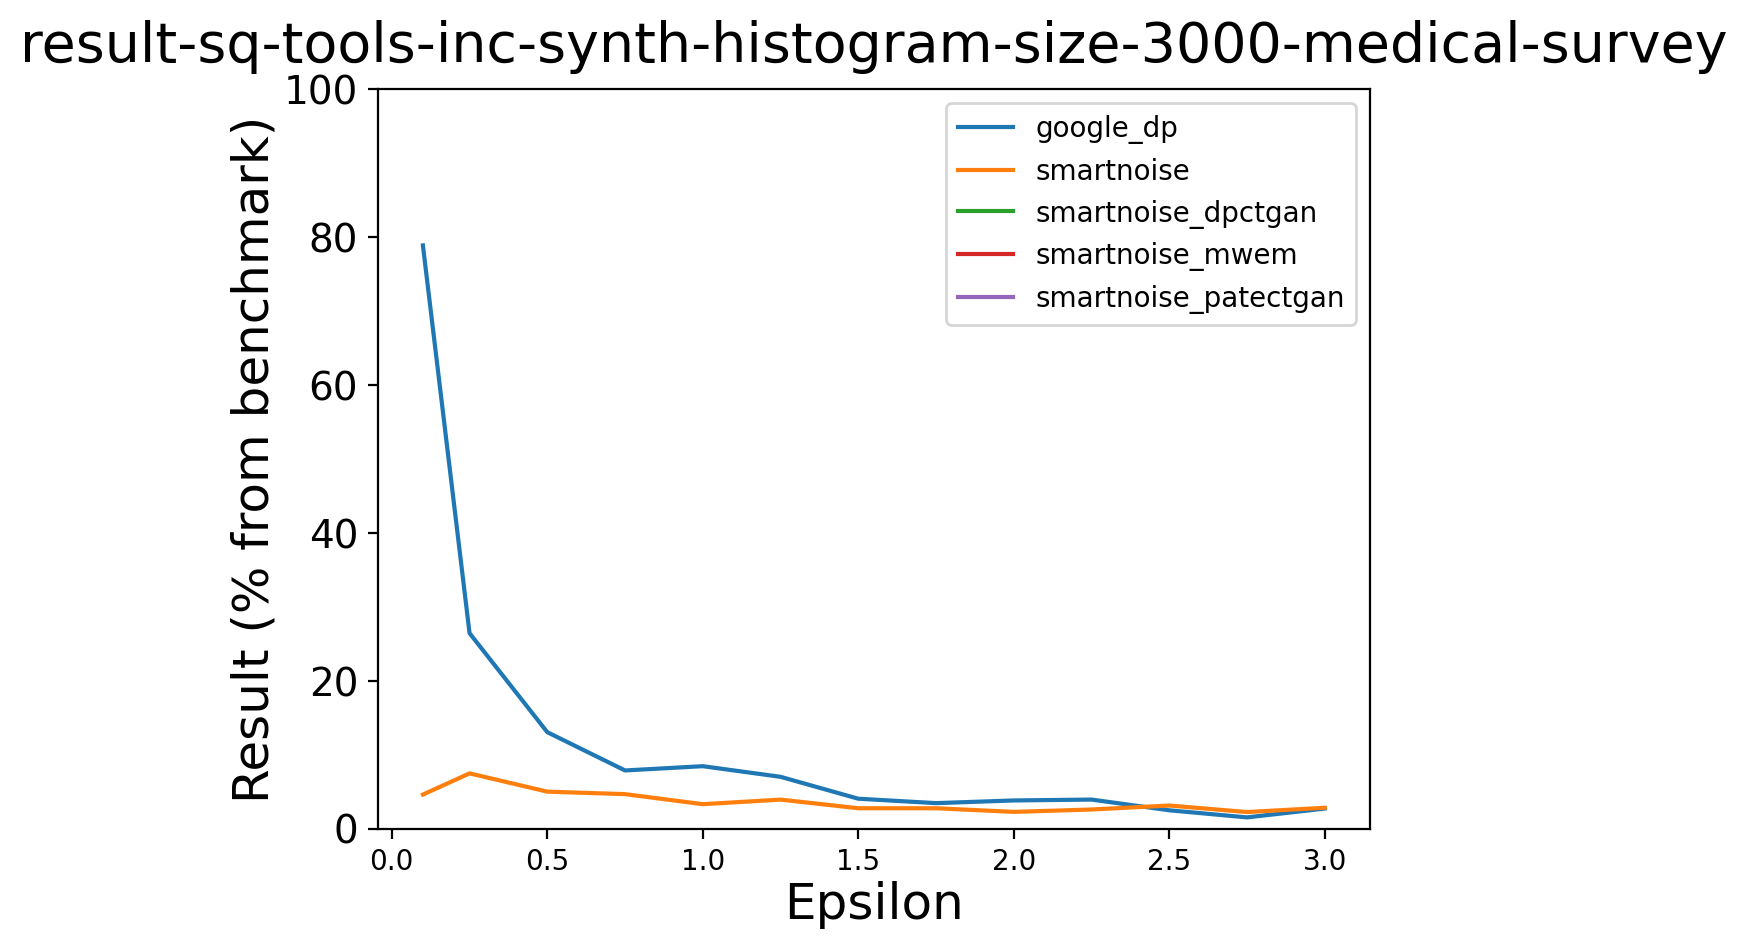 result-sq-tools-inc-synth-histogram-size-3000-medical-survey
100
80
60
40
20
0
Result (% from benchmark)
google_dp
smartnoise
smartnoise_dpctgan
smartnoise_mwem
smartnoise_patectgan
0.0 0.5 1.0 1.5 2.0 2.5 3.0
Epsilon